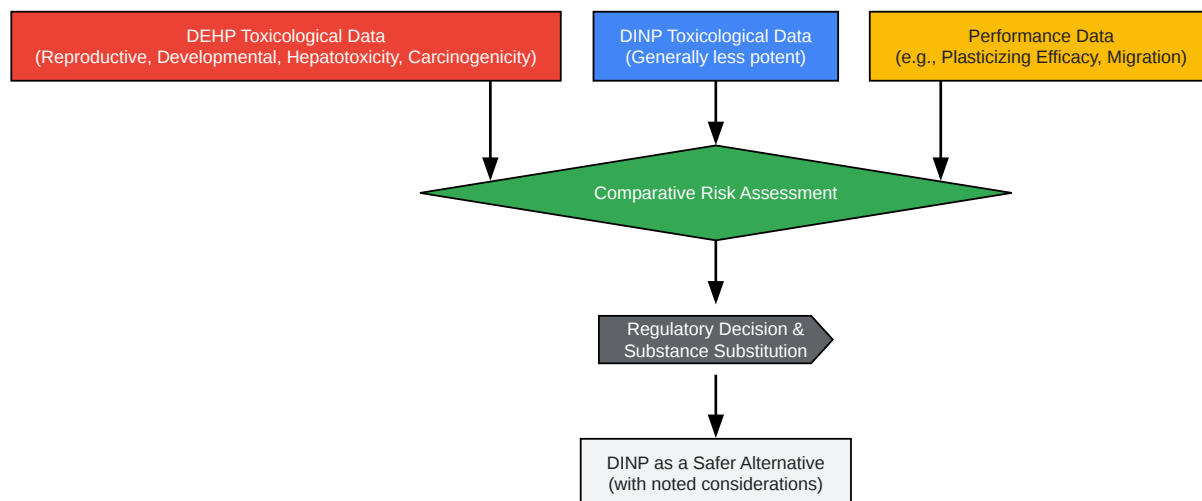 DEHP Toxicological Data
(Reproductive, Developmental, Hepatotoxicity, Carcinogenicity)
DINP Toxicological Data
(Generally less potent)
Performance Data
(e.g., Plasticizing Efficacy, Migration)
Comparative Risk Assessment
Regulatory Decision &
Substance Substitution
DINP as a Safer Alternative
(with noted considerations)